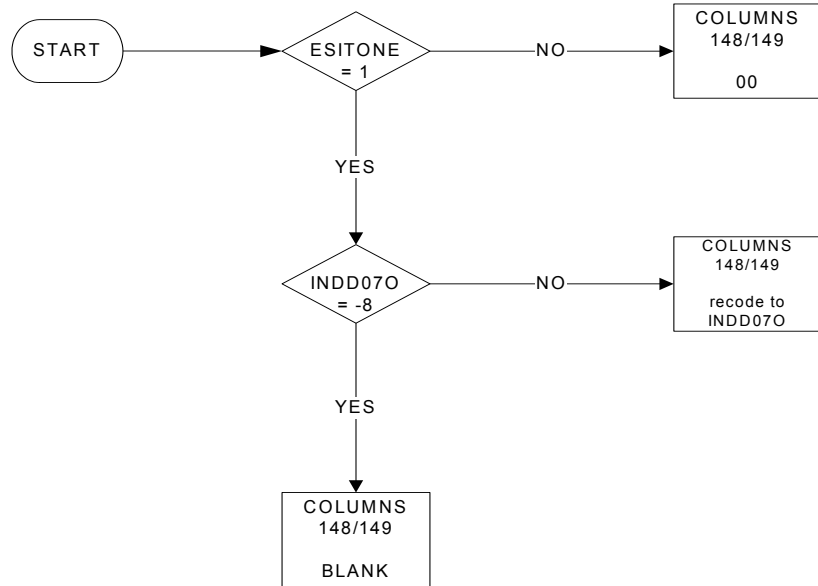 START
ESITONE
= 1
NO
COLUMNS
148/149
00
YES
INDD07O
= -8
NO
COLUMNS
148/149
recode to
INDD07O
YES
COLUMNS
148/149
BLANK